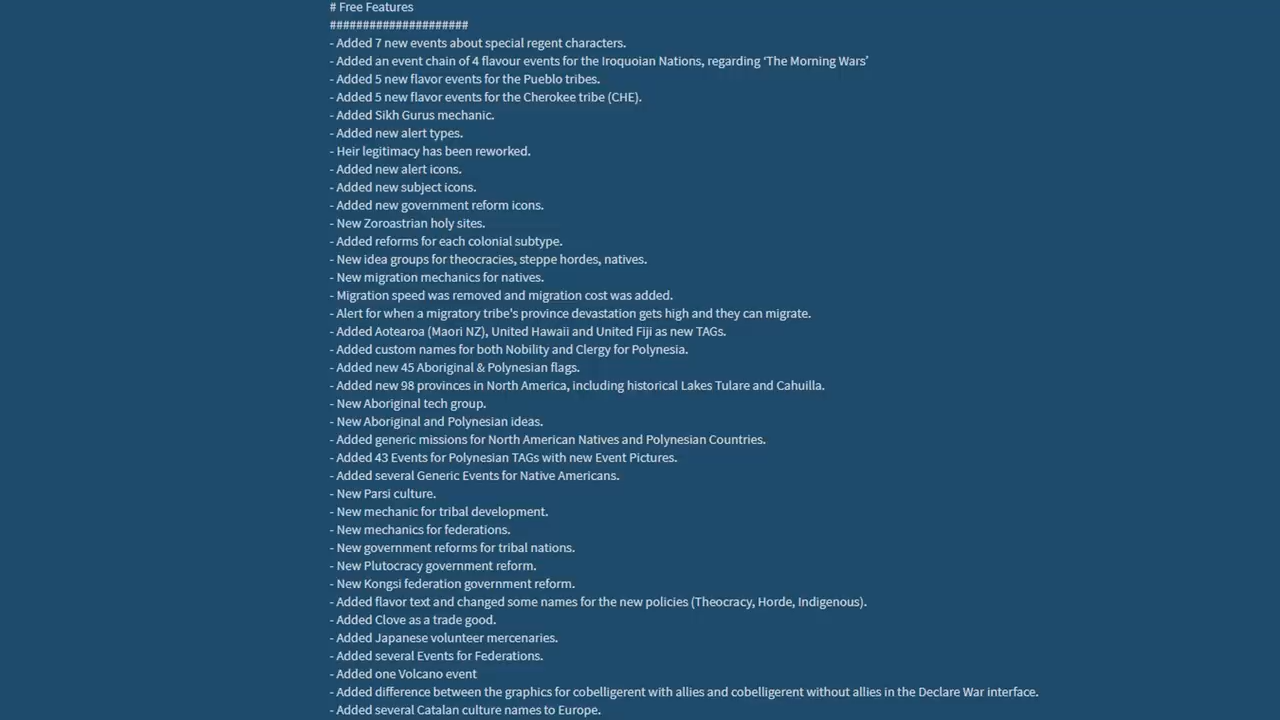 # Free Features
#####################
- Added 7 new events about special regent characters.
- Added an event chain of 4 flavour events for the Iroquoian Nations, regarding ‘The Morning Wars’
- Added 5 new flavor events for the Pueblo tribes.
- Added 5 new flavor events for the Cherokee tribe (CHE).
- Added Sikh Gurus mechanic.
- Added new alert types.
- Heir legitimacy has been reworked.
- Added new alert icons.
- Added new subject icons.
- Added new government reform icons.
- New Zoroastrian holy sites.
- Added reforms for each colonial subtype.
- New idea groups for theocracies, steppe hordes, natives.
- New migration mechanics for natives.
- Migration speed was removed and migration cost was added.
- Alert for when a migratory tribe's province devastation gets high and they can migrate.
- Added Aotearoa (Maori NZ), United Hawaii and United Fiji as new TAGs.
- Added custom names for both Nobility and Clergy for Polynesia.
- Added new 45 Aboriginal & Polynesian flags.
- Added new 98 provinces in North America, including historical Lakes Tulare and Cahuilla.
- New Aboriginal tech group.
- New Aboriginal and Polynesian ideas.
- Added generic missions for North American Natives and Polynesian Countries.
- Added 43 Events for Polynesian TAGs with new Event Pictures.
- Added several Generic Events for Native Americans.
- New Parsi culture.
- New mechanic for tribal development.
- New mechanics for federations.
- New government reforms for tribal nations.
- New Plutocracy government reform.
- New Kongsi federation government reform.
- Added flavor text and changed some names for the new policies (Theocracy, Horde, Indigenous).
- Added Clove as a trade good.
- Added Japanese volunteer mercenaries.
- Added several Events for Federations.
- Added one Volcano event
- Added difference between the graphics for cobelligerent with allies and cobelligerent without allies in the Declare War interface.
- Added several Catalan culture names to Europe.